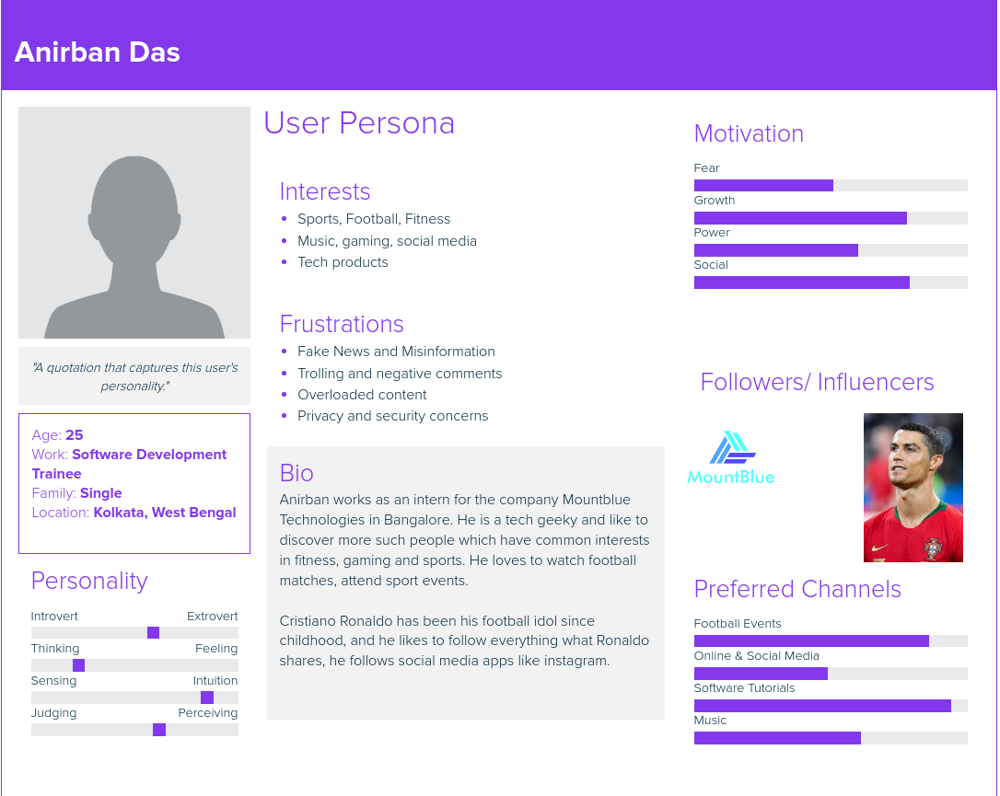 Anirban Das
"A quotation that captures this user's
personality."
Age: 25
Work: Software Development
Trainee
Family: Single
Location: Kolkata, West Bengal
Personality
Introvert Extrovert
Thinking Feeling
Sensing Intuition
Judging Perceiving
User Persona
Interests
• Sports, Football, Fitness
• Music, gaming, social media
• Tech products
Frustrations
• Fake News and Misinformation
• Trolling and negative comments
• Overloaded content
• Privacy and security concerns
Bio
Anirban works as an intern for the company Mountblue
Technologies in Bangalore. He is a tech geeky and like to
discover more such people which have common interests
in fitness, gaming and sports. He loves to watch football
matches, attend sport events.
Cristiano Ronaldo has been his football idol since
childhood, and he likes to follow everything what Ronaldo
shares, he follows social media apps like instagram.
Motivation
Fear
Growth
Power
Social
Followers/ Influencers
MountBlue
Preferred Channels
Football Events
Online & Social Media
Software Tutorials
Music